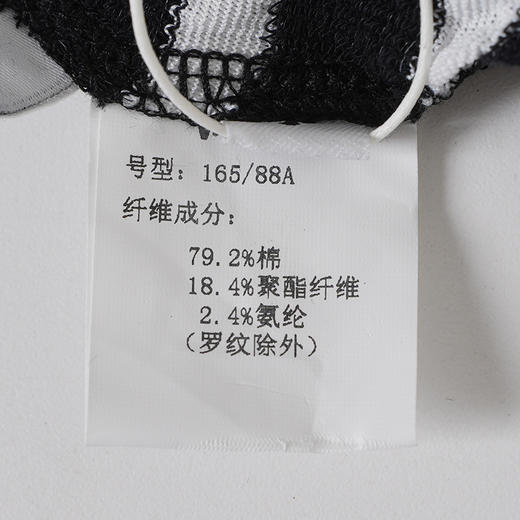 号型：165/88A
纤维成分：
79.2%棉
18.4%聚酯纤维
2.4%氨纶
（罗纹除外）